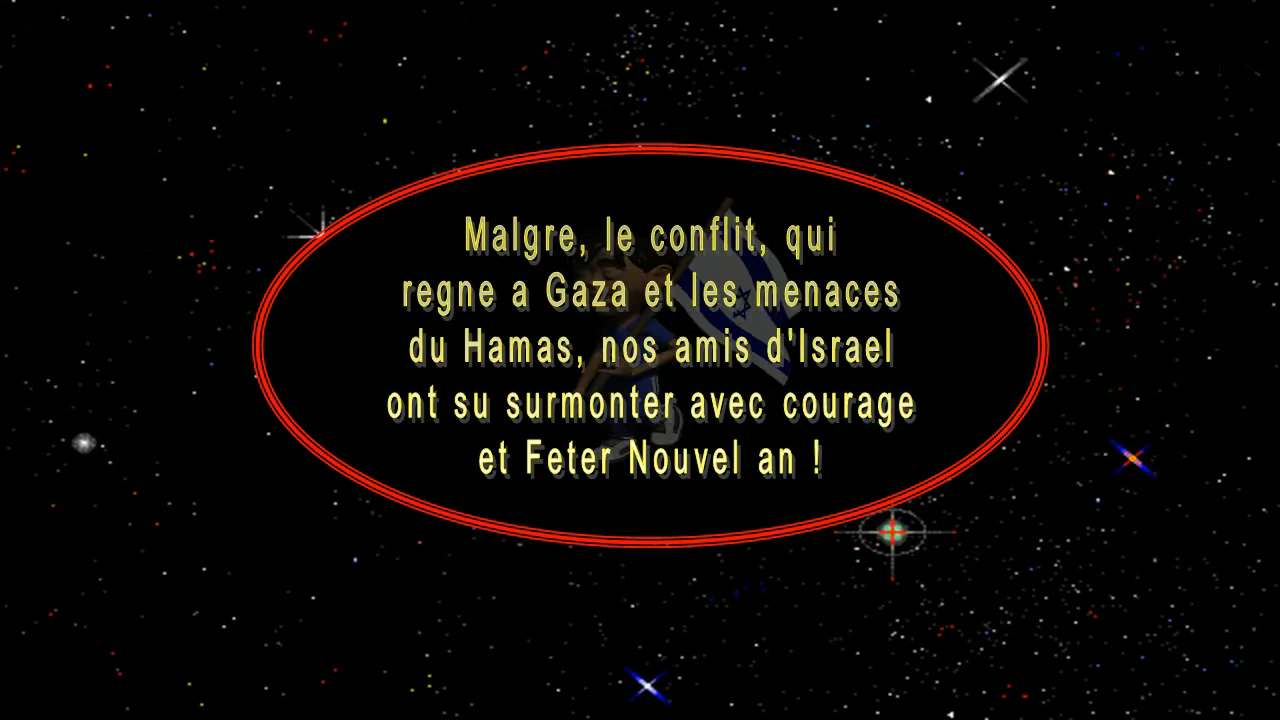 Malgre, le conflit, qui
regne a Gaza et les menaces
du Hamas, nos amis d'Israel
ont su surmonter avec courage
et Feter Nouvel an !